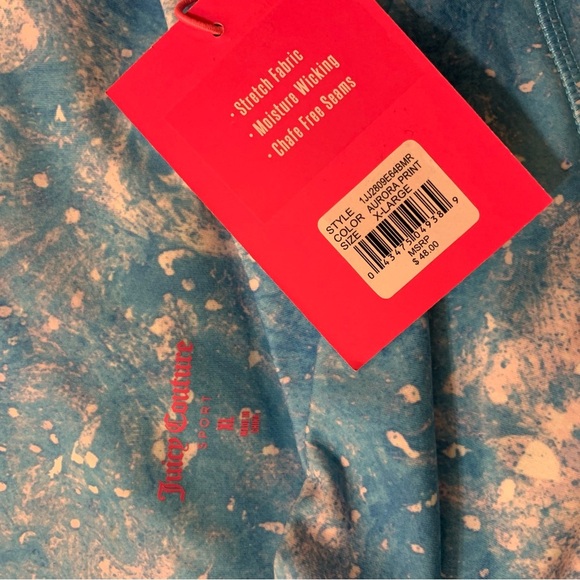 · Stretch Fabric
· Moisture Wicking
· Chafe Free Seams
STYLE 1JJ2809E64BMR
COLOR AURORA PRINT
SIZE X-LARGE
MSRP
$ 48.00
Juicy Couture
SPORT
XL